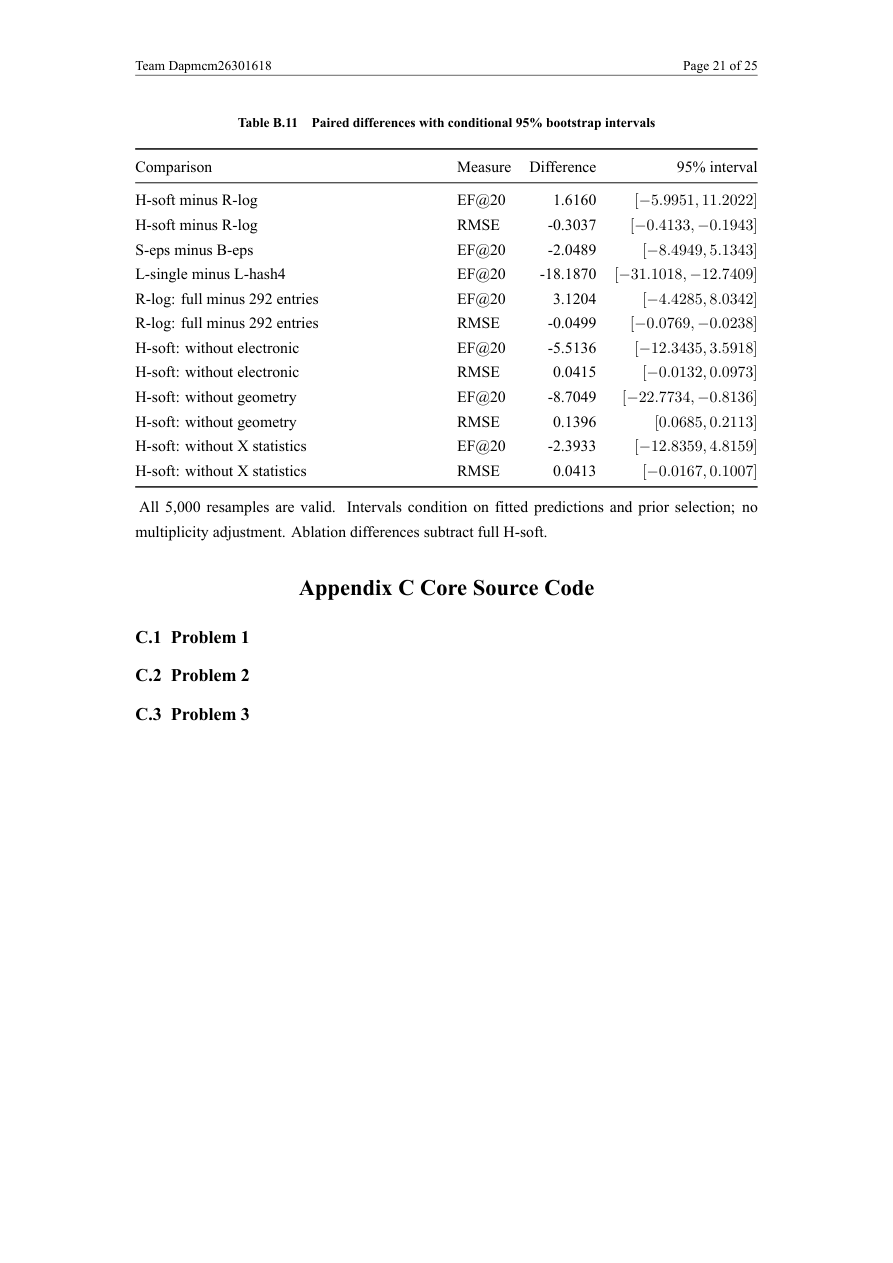 Team Dapmcm26301618 Page 21 of 25
Table B.11 Paired differences with conditional 95% bootstrap intervals
Comparison Measure Difference 95% interval
H-soft minus R-log EF@20 1.6160 [−5.9951, 11.2022]
H-soft minus R-log RMSE -0.3037 [−0.4133, −0.1943]
S-eps minus B-eps EF@20 -2.0489 [−8.4949, 5.1343]
L-single minus L-hash4 EF@20 -18.1870 [−31.1018, −12.7409]
R-log: full minus 292 entries EF@20 3.1204 [−4.4285, 8.0342]
R-log: full minus 292 entries RMSE -0.0499 [−0.0769, −0.0238]
H-soft: without electronic EF@20 -5.5136 [−12.3435, 3.5918]
H-soft: without electronic RMSE 0.0415 [−0.0132, 0.0973]
H-soft: without geometry EF@20 -8.7049 [−22.7734, −0.8136]
H-soft: without geometry RMSE 0.1396 [0.0685, 0.2113]
H-soft: without X statistics EF@20 -2.3933 [−12.8359, 4.8159]
H-soft: without X statistics RMSE 0.0413 [−0.0167, 0.1007]
All 5,000 resamples are valid. Intervals condition on fitted predictions and prior selection; no
multiplicity adjustment. Ablation differences subtract full H-soft.
Appendix C Core Source Code
C.1 Problem 1
C.2 Problem 2
C.3 Problem 3